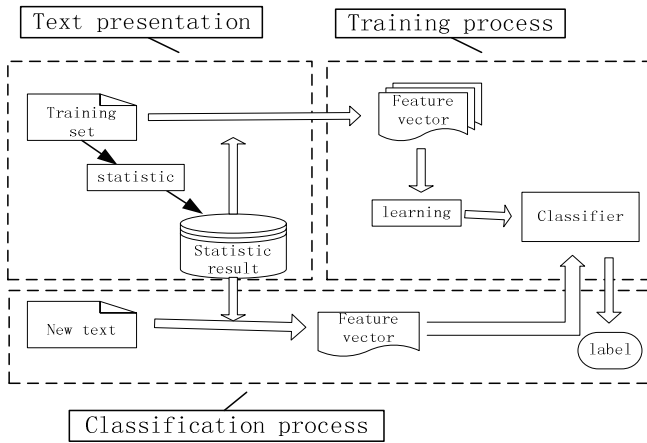 Text presentation
Training process
Training
set
Feature
vector
statistic
learning
Classifier
Statistic
result
New text
Feature
vector
label
Classification process